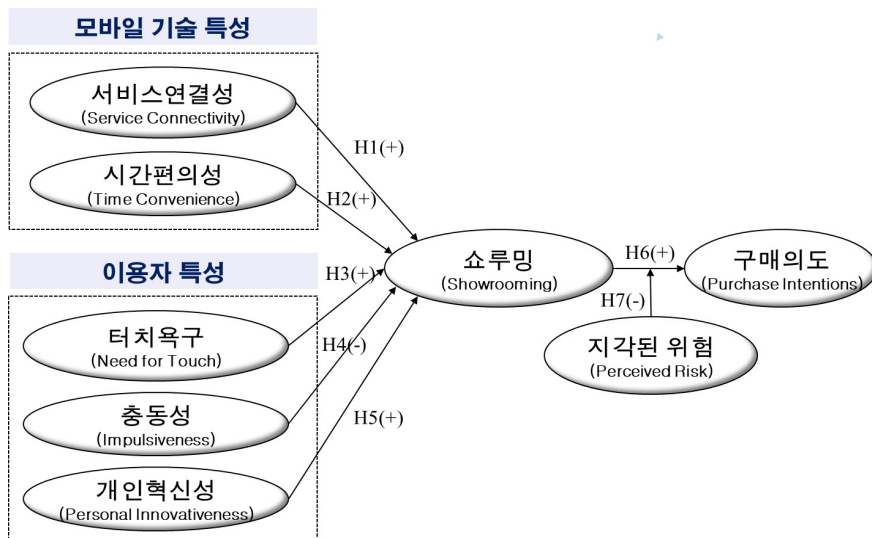 모바일 기술 특성
서비스연결성
(Service Connectivity)
시간편의성
(Time Convenience)
H1(+)
H2(+)
이용자 특성
터치욕구
(Need for Touch)
충동성
(Impulsiveness)
개인혁신성
(Personal Innovativeness)
H3(+)
H4(-)
H5(+)
쇼루밍
(Showrooming)
H6(+)
H7(-)
구매의도
(Purchase Intentions)
지각된 위험
(Perceived Risk)